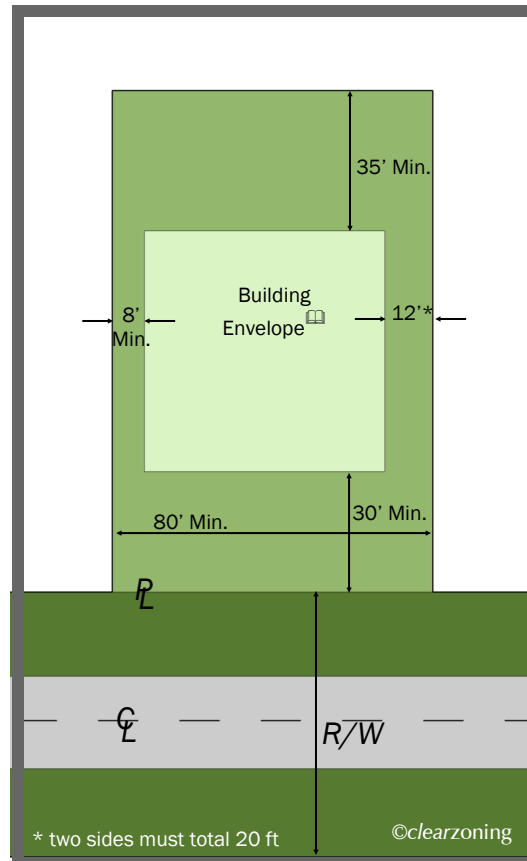 35’ Min.
Building
Envelope
8’
Min.
12’*
80’ Min.
30’ Min.
PL
CL
R/W
* two sides must total 20 ft
©clearzoning